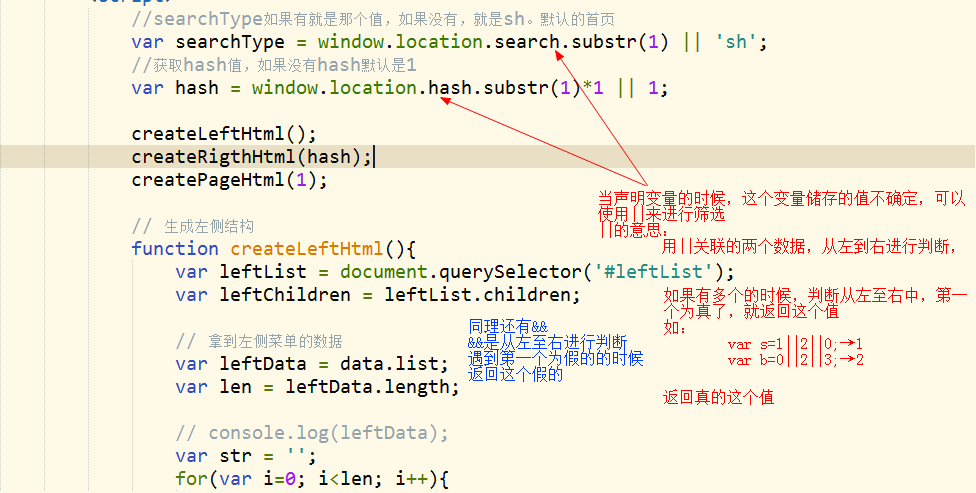 <script>
//searchType如果有就是那个值，如果没有，就是sh。默认的首页
var searchType = window.location.search.substr(1) || 'sh';
//获取hash值，如果没有hash默认是1
var hash = window.location.hash.substr(1)*1 || 1;
createLeftHtml();
createRigthHtml(hash);
createPageHtml(1);
当声明变量的时候，这个变量储存的值不确定，可以
使用||来进行筛选
||的意思：
用||关联的两个数据，从左到右进行判断，
如果有多个的时候，判断从左至右中，第一
个为真了，就返回这个值
如：
var s=1||2||0;→1
var b=0||2||3;→2
返回真的这个值
// 生成左侧结构
function createLeftHtml(){
var leftList = document.querySelector('#leftList');
var leftChildren = leftList.children;
同理还有&&
&&是从左至右进行判断
遇到第一个为假的的时候
返回这个假的
// 拿到左侧菜单的数据
var leftData = data.list;
var len = leftData.length;
// console.log(leftData);
var str = '';
for(var i=0; i<len; i++){